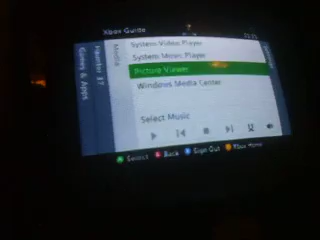 Xbox Guide
System Video Player
System Music Player
Picture Viewer
Windows Media Center
Select Music
Media
Games & Apps
A Select B Back X Sign Out Y Xbox Home